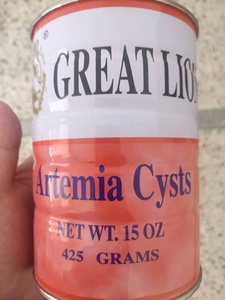 ®
GREAT LIO
Artemia Cysts
NET WT. 15 OZ
425 GRAMS